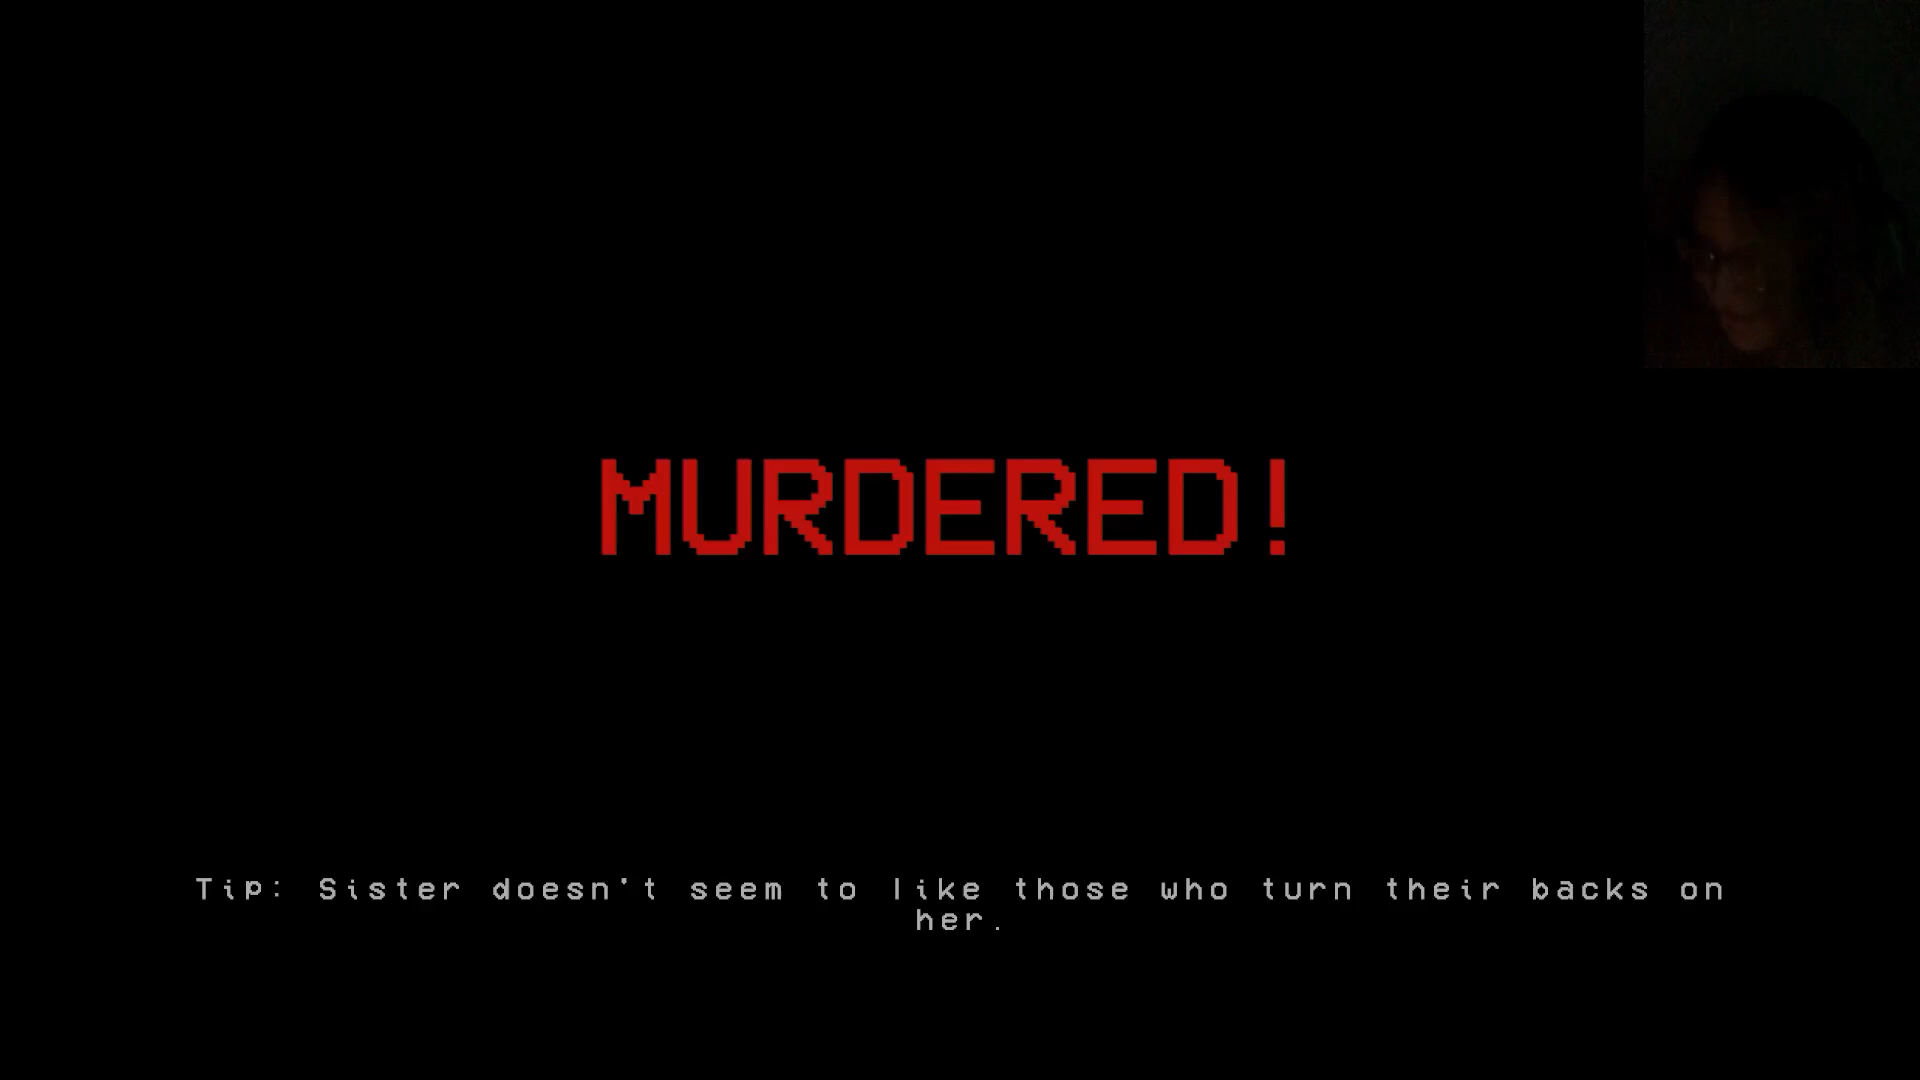 MURDERED!
Tip: Sister doesn't seem to like those who turn their backs on
her.